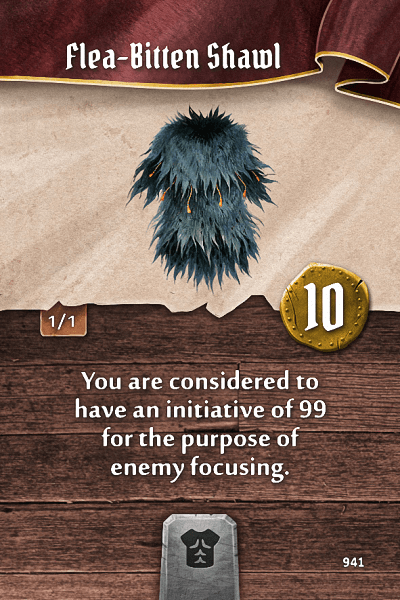 Flea-Bitten Shawl
10
1/1
You are considered to
have an initiative of 99
for the purpose of
enemy focusing.
941